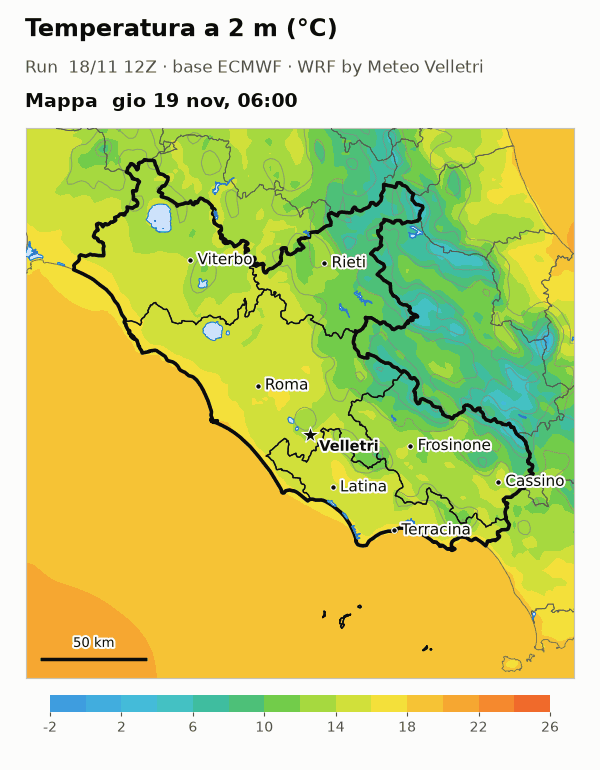 Temperatura a 2 m (°C)
Run  18/11 12Z · base ECMWF · WRF by Meteo Velletri
Mappa  gio 19 nov, 06:00
Viterbo
Rieti
Roma
Velletri
Frosinone
Cassino
Latina
Terracina
50 km
-2 2 6 10 14 18 22 26